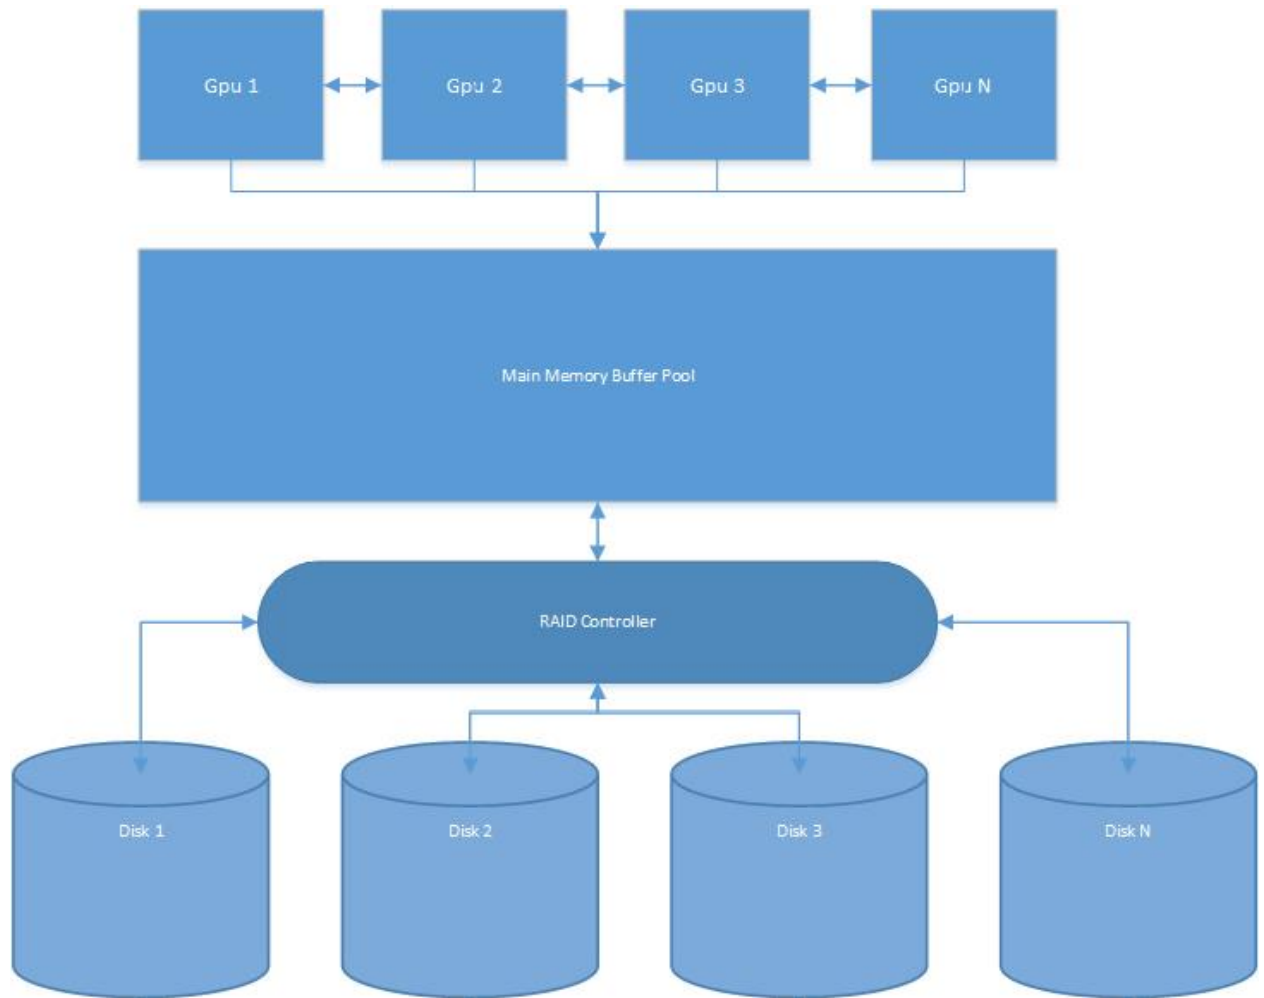 Gpu 1
Gpu 2
Gpu 3
Gpu N
Main Memory Buffer Pool
RAID Controller
Disk 1
Disk 2
Disk 3
Disk N